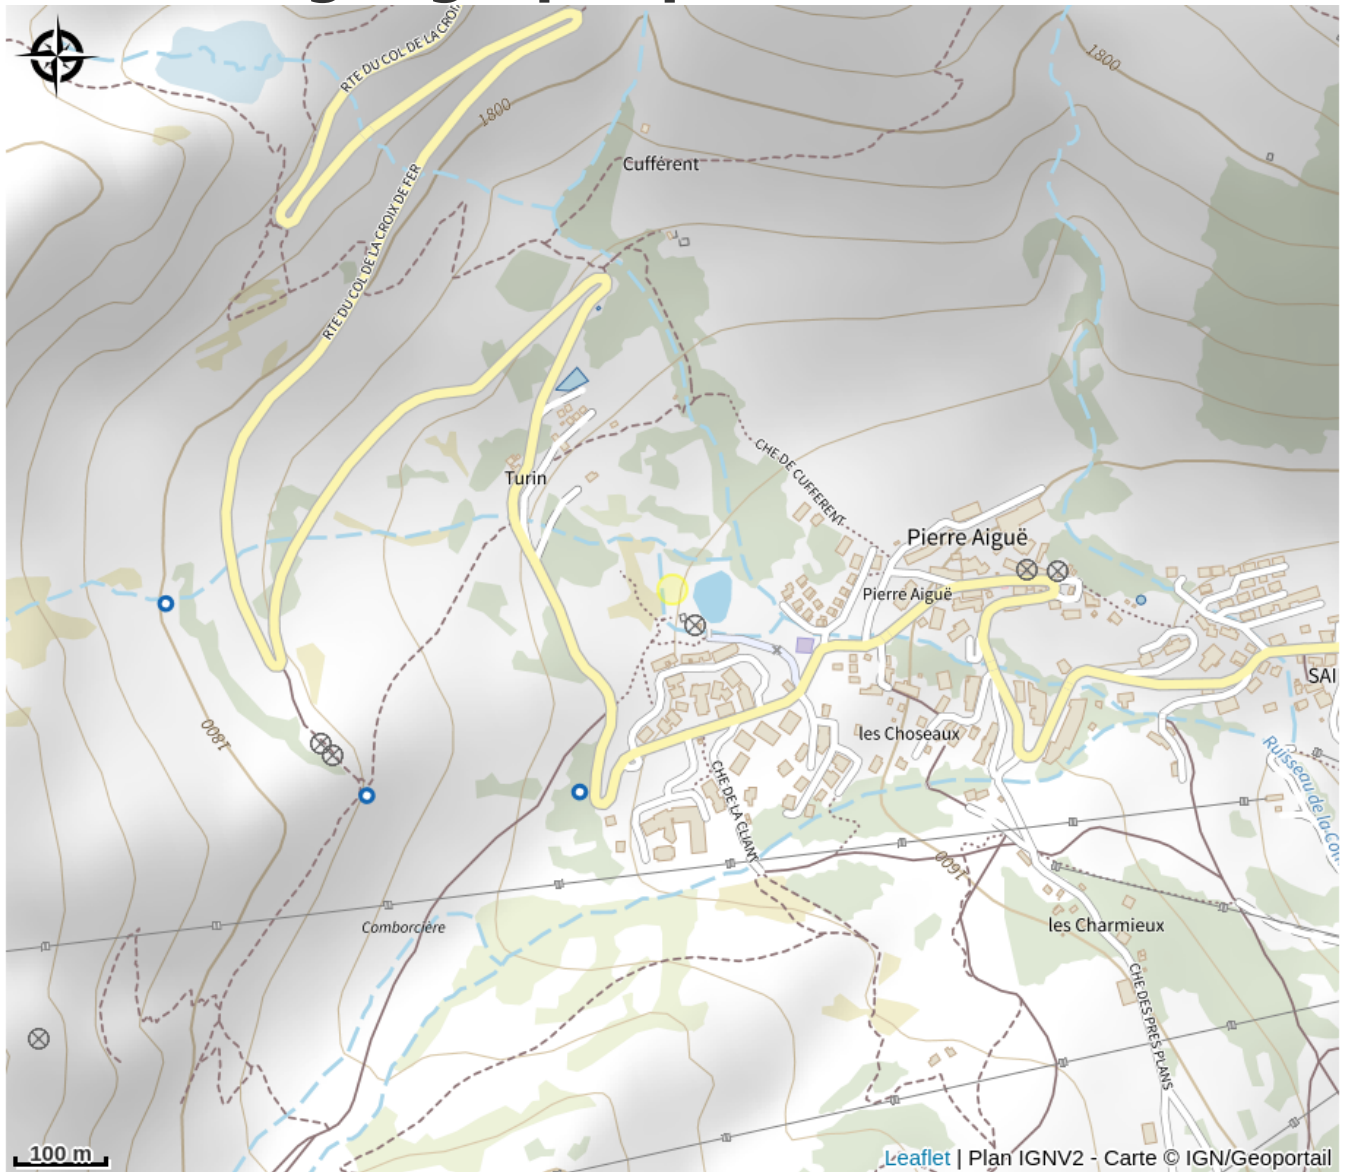 RTE DU COL DE LA CROI
1800
1800
Cufférent
RTE DU COL DE LA CROIX DE FER
CHE DE CUFFERENT
Turin
Pierre Aiguë
Pierre Aiguë
SAI
1800
les Choseaux
Ruisseau de la Com
CHE DE LA CLIANT
1600
Comborcière
les Charmieux
CHE DES PRES PLANS
100 m
Leaflet | Plan IGNV2 - Carte © IGN/Geoportail